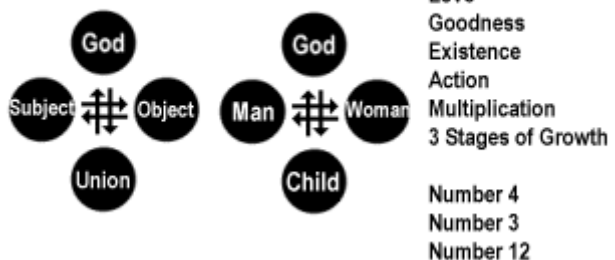 God
Subject
Object
Union
God
Man
Woman
Child
Goodness
Existence
Action
Multiplication
3 Stages of Growth
Number 4
Number 3
Number 12